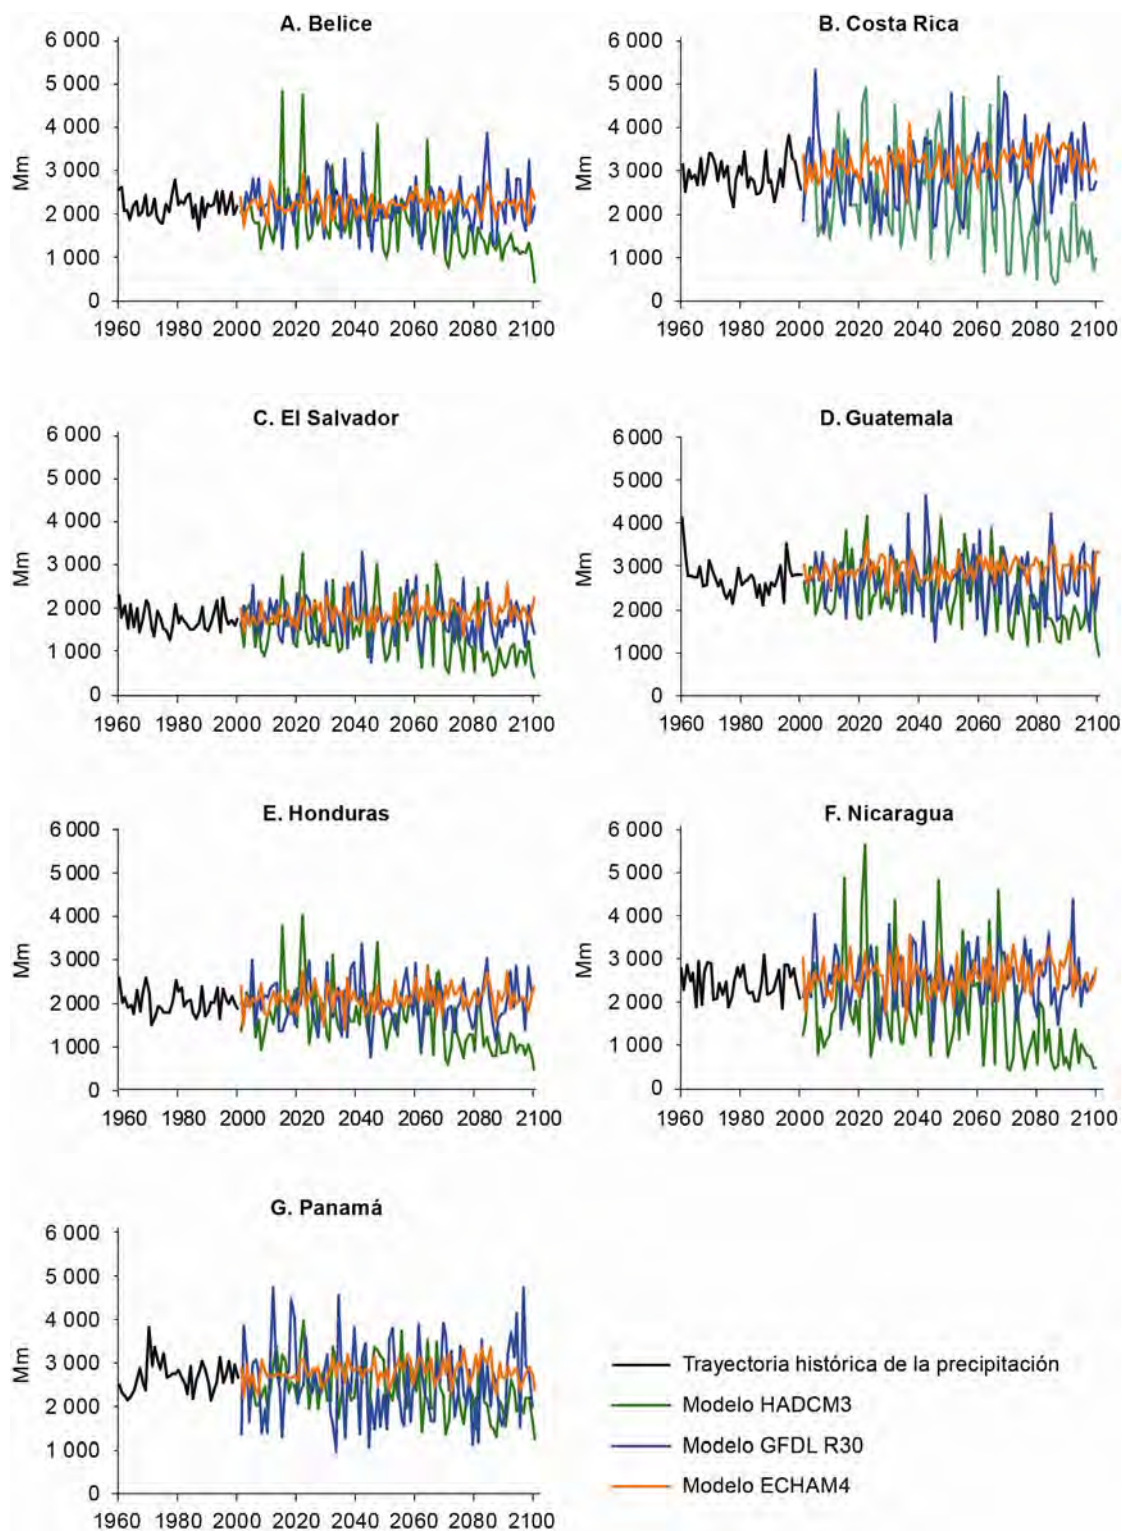 A. Belice
6 000
5 000
4 000
3 000
2 000
1 000
0
Mm
1960 1980 2000 2020 2040 2060 2080 2100
B. Costa Rica
6 000
5 000
4 000
3 000
2 000
1 000
0
Mm
1960 1980 2000 2020 2040 2060 2080 2100
C. El Salvador
6 000
5 000
4 000
3 000
2 000
1 000
0
Mm
1960 1980 2000 2020 2040 2060 2080 2100
D. Guatemala
6 000
5 000
4 000
3 000
2 000
1 000
0
Mm
1960 1980 2000 2020 2040 2060 2080 2100
E. Honduras
6 000
5 000
4 000
3 000
2 000
1 000
0
Mm
1960 1980 2000 2020 2040 2060 2080 2100
F. Nicaragua
6 000
5 000
4 000
3 000
2 000
1 000
0
Mm
1960 1980 2000 2020 2040 2060 2080 2100
G. Panamá
6 000
5 000
4 000
3 000
2 000
1 000
0
Mm
1960 1980 2000 2020 2040 2060 2080 2100
Trayectoria histórica de la precipitación
Modelo HADCM3
Modelo GFDL R30
Modelo ECHAM4